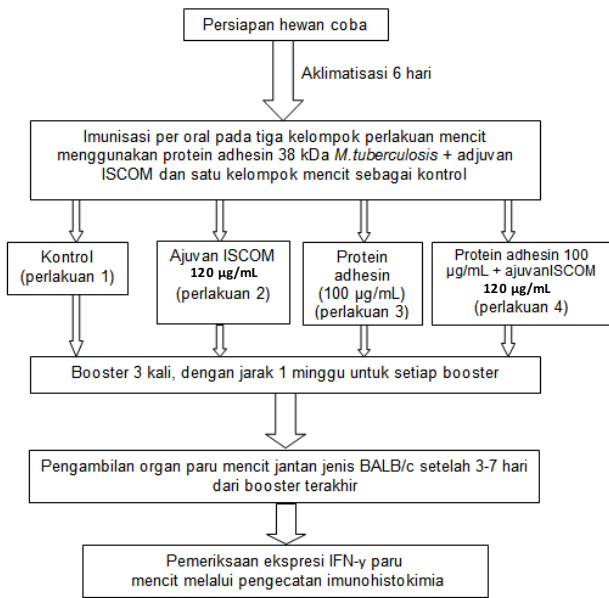 Persiapan hewan coba
Aklimatisasi 6 hari
Imunisasi per oral pada tiga kelompok perlakuan mencit
menggunakan protein adhesin 38 kDa M.tuberculosis + adjuvan
ISCOM dan satu kelompok mencit sebagai kontrol
Kontrol
(perlakuan 1)
Ajuvan ISCOM
120 µg/mL
(perlakuan 2)
Protein
adhesin
(100 µg/mL)
(perlakuan 3)
Protein adhesin 100
µg/mL + ajuvanISCOM
120 µg/mL
(perlakuan 4)
Booster 3 kali, dengan jarak 1 minggu untuk setiap booster
Pengambilan organ paru mencit jantan jenis BALB/c setelah 3-7 hari
dari booster terakhir
Pemeriksaan ekspresi IFN-γ paru
mencit melalui pengecatan imunohistokimia